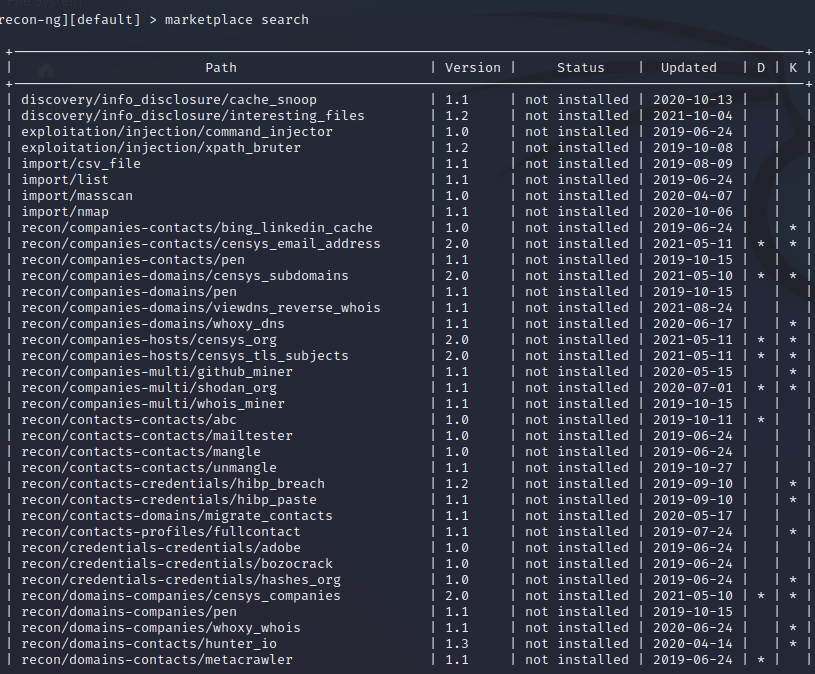 recon-ng][default] > marketplace search
| Path | Version | Status | Updated | D | K |
| discovery/info_disclosure/cache_snoop | 1.1 | not installed | 2020-10-13 | | |
| discovery/info_disclosure/interesting_files | 1.2 | not installed | 2021-10-04 | | |
| exploitation/injection/command_injector | 1.0 | not installed | 2019-06-24 | | |
| exploitation/injection/xpath_bruter | 1.2 | not installed | 2019-10-08 | | |
| import/csv_file | 1.1 | not installed | 2019-08-09 | | |
| import/list | 1.1 | not installed | 2019-06-24 | | |
| import/masscan | 1.0 | not installed | 2020-04-07 | | |
| import/nmap | 1.1 | not installed | 2020-10-06 | | |
| recon/companies-contacts/bing_linkedin_cache | 1.0 | not installed | 2019-06-24 | | * |
| recon/companies-contacts/censys_email_address | 2.0 | not installed | 2021-05-11 | * | * |
| recon/companies-contacts/pen | 1.1 | not installed | 2019-10-15 | | |
| recon/companies-domains/censys_subdomains | 2.0 | not installed | 2021-05-10 | * | * |
| recon/companies-domains/pen | 1.1 | not installed | 2019-10-15 | | |
| recon/companies-domains/viewdns_reverse_whois | 1.1 | not installed | 2021-08-24 | | |
| recon/companies-domains/whoxy_dns | 1.1 | not installed | 2020-06-17 | | * |
| recon/companies-hosts/censys_org | 2.0 | not installed | 2021-05-11 | * | * |
| recon/companies-hosts/censys_tls_subjects | 2.0 | not installed | 2021-05-11 | * | * |
| recon/companies-multi/github_miner | 1.1 | not installed | 2020-05-15 | | * |
| recon/companies-multi/shodan_org | 1.1 | not installed | 2020-07-01 | * | * |
| recon/companies-multi/whois_miner | 1.1 | not installed | 2019-10-15 | | |
| recon/contacts-contacts/abc | 1.0 | not installed | 2019-10-11 | * | |
| recon/contacts-contacts/mailtester | 1.0 | not installed | 2019-06-24 | | |
| recon/contacts-contacts/mangle | 1.0 | not installed | 2019-06-24 | | |
| recon/contacts-contacts/unmangle | 1.1 | not installed | 2019-10-27 | | |
| recon/contacts-credentials/hibp_breach | 1.2 | not installed | 2019-09-10 | | * |
| recon/contacts-credentials/hibp_paste | 1.1 | not installed | 2019-09-10 | | * |
| recon/contacts-domains/migrate_contacts | 1.1 | not installed | 2020-05-17 | | |
| recon/contacts-profiles/fullcontact | 1.1 | not installed | 2019-07-24 | | * |
| recon/credentials-credentials/adobe | 1.0 | not installed | 2019-06-24 | | |
| recon/credentials-credentials/bozocrack | 1.0 | not installed | 2019-06-24 | | |
| recon/credentials-credentials/hashes_org | 1.0 | not installed | 2019-06-24 | | * |
| recon/domains-companies/censys_companies | 2.0 | not installed | 2021-05-10 | * | * |
| recon/domains-companies/pen | 1.1 | not installed | 2019-10-15 | | |
| recon/domains-companies/whoxy_whois | 1.1 | not installed | 2020-06-24 | | * |
| recon/domains-contacts/hunter_io | 1.3 | not installed | 2020-04-14 | | * |
| recon/domains-contacts/metacrawler | 1.1 | not installed | 2019-06-24 | * | |